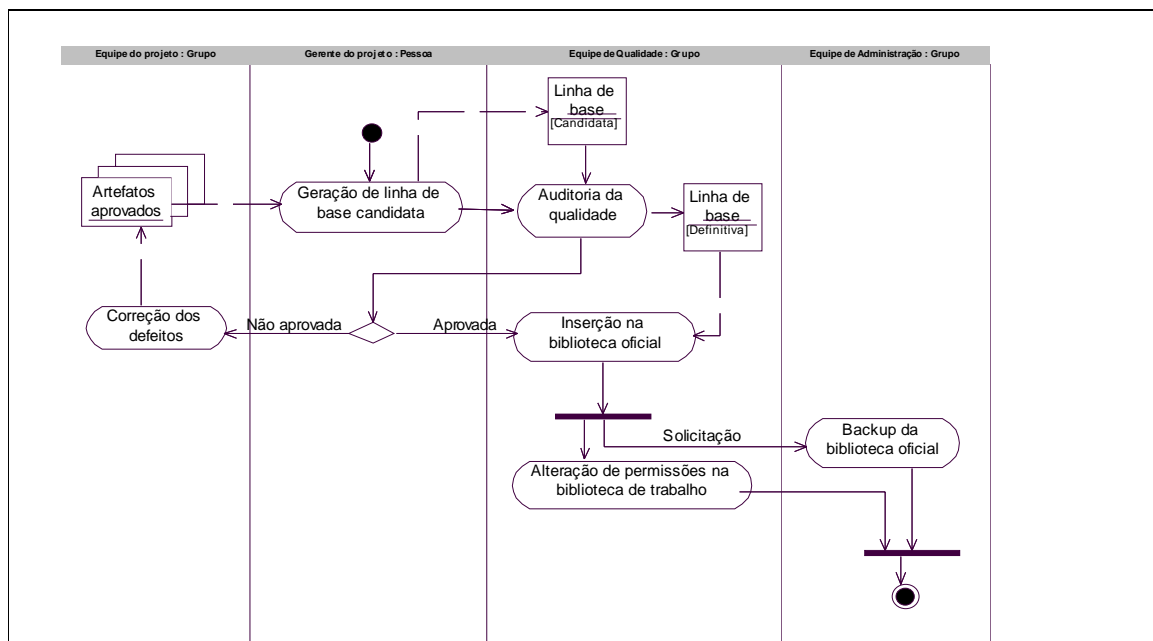 Equipe do projeto : Grupo
Gerente do projeto : Pessoa
Equipe de Qualidade : Grupo
Equipe de Administração : Grupo
Linha de
base
[Candidata]
Artefatos
aprovados
Geração de linha de
base candidata
Auditoria da
qualidade
Linha de
base
[Definitiva]
Correção dos
defeitos
Não aprovada
Aprovada
Inserção na
biblioteca oficial
Solicitação
Backup da
biblioteca oficial
Alteração de permissões na
biblioteca de trabalho